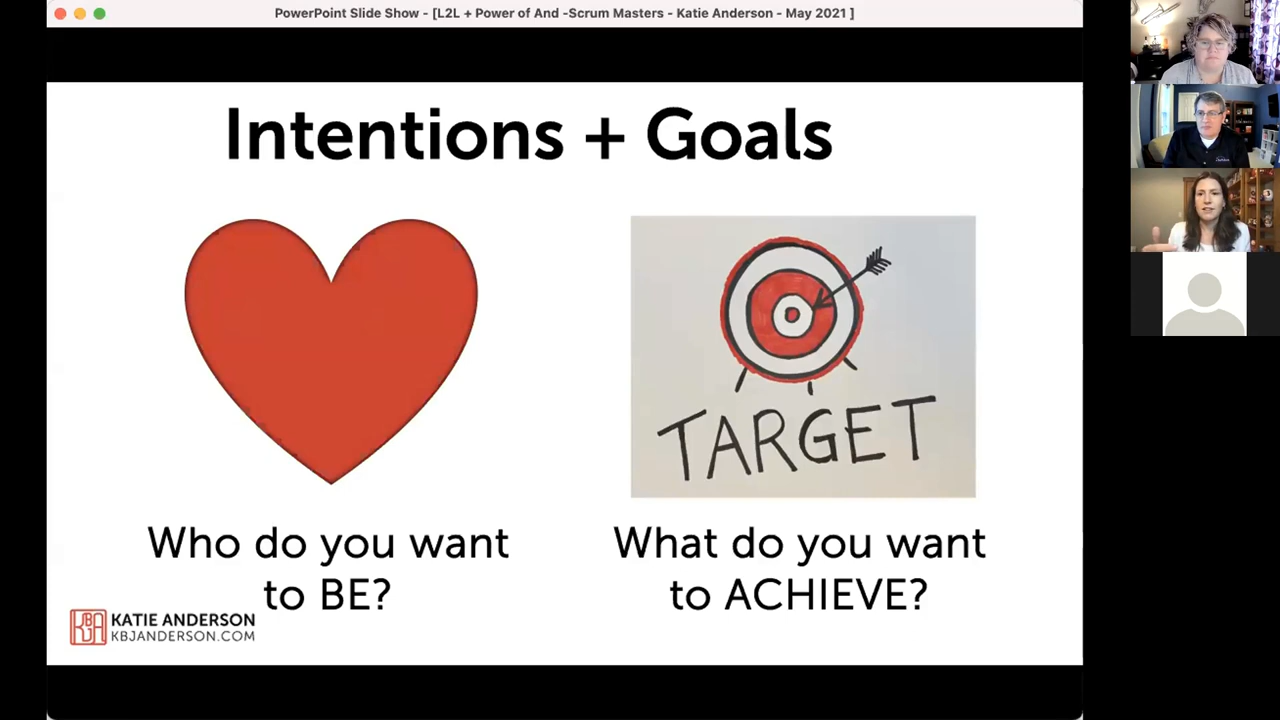 PowerPoint Slide Show - [L2L + Power of And -Scrum Masters - Katie Anderson - May 2021 ]
Intentions + Goals
TARGET
Who do you want
to BE?
What do you want
to ACHIEVE?
KATIE ANDERSON
KBJANDERSON.COM